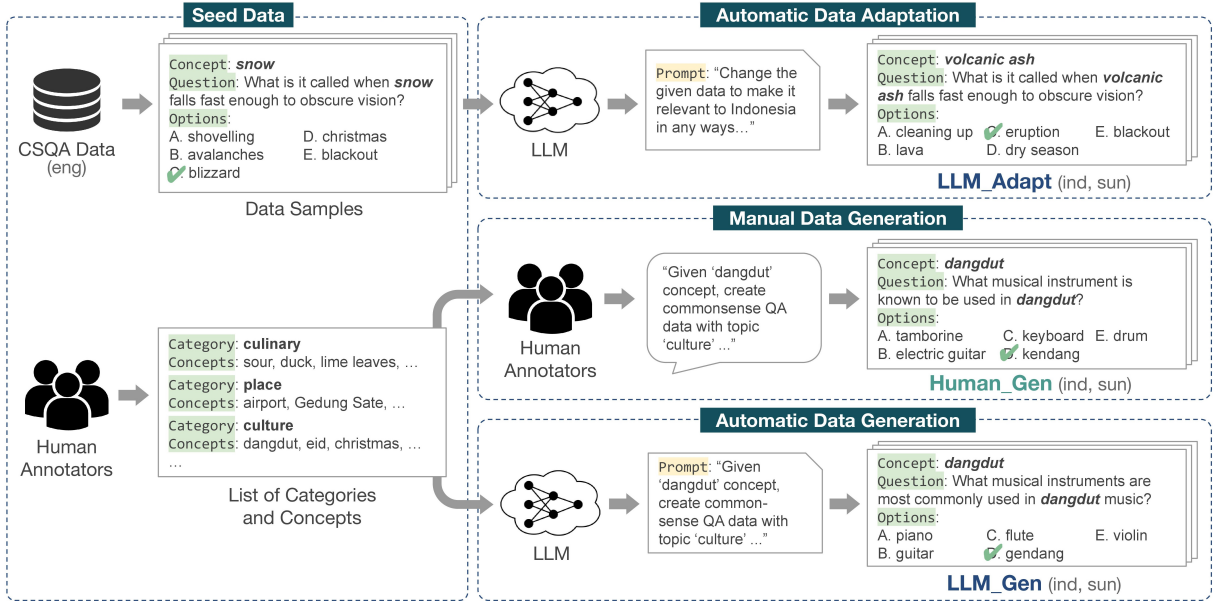 Seed Data
CSQA Data
(eng)
Concept: snow
Question: What is it called when snow
falls fast enough to obscure vision?
Options:
A. shovelling
D. christmas
B. avalanches
E. blackout
C. blizzard
Data Samples
Human
Annotators
Category: culinary
Concepts: sour, duck, lime leaves, …
Category: place
Concepts: airport, Gedung Sate, …
Category: culture
Concepts: dangdut, eid, christmas, …
…
List of Categories
and Concepts
Automatic Data Adaptation
LLM
Prompt: “Change the
given data to make it
relevant to Indonesia
in any ways…”
Concept: volcanic ash
Question: What is it called when volcanic
ash falls fast enough to obscure vision?
Options:
A. cleaning up
C. eruption
E. blackout
B. lava
D. dry season
LLM_Adapt (ind, sun)
Manual Data Generation
Human
Annotators
“Given ‘dangdut’
concept, create
commonsense QA
data with topic
‘culture’ ...”
Concept: dangdut
Question: What musical instrument is
known to be used in dangdut?
Options:
A. tamborine
C. keyboard
E. drum
B. electric guitar
D. kendang
Human_Gen (ind, sun)
Automatic Data Generation
LLM
Prompt: “Given
‘dangdut’ concept,
create common-
sense QA data with
topic ‘culture’ ...”
Concept: dangdut
Question: What musical instruments are
most commonly used in dangdut music?
Options:
A. piano
C. flute
E. violin
B. guitar
D. gendang
LLM_Gen (ind, sun)